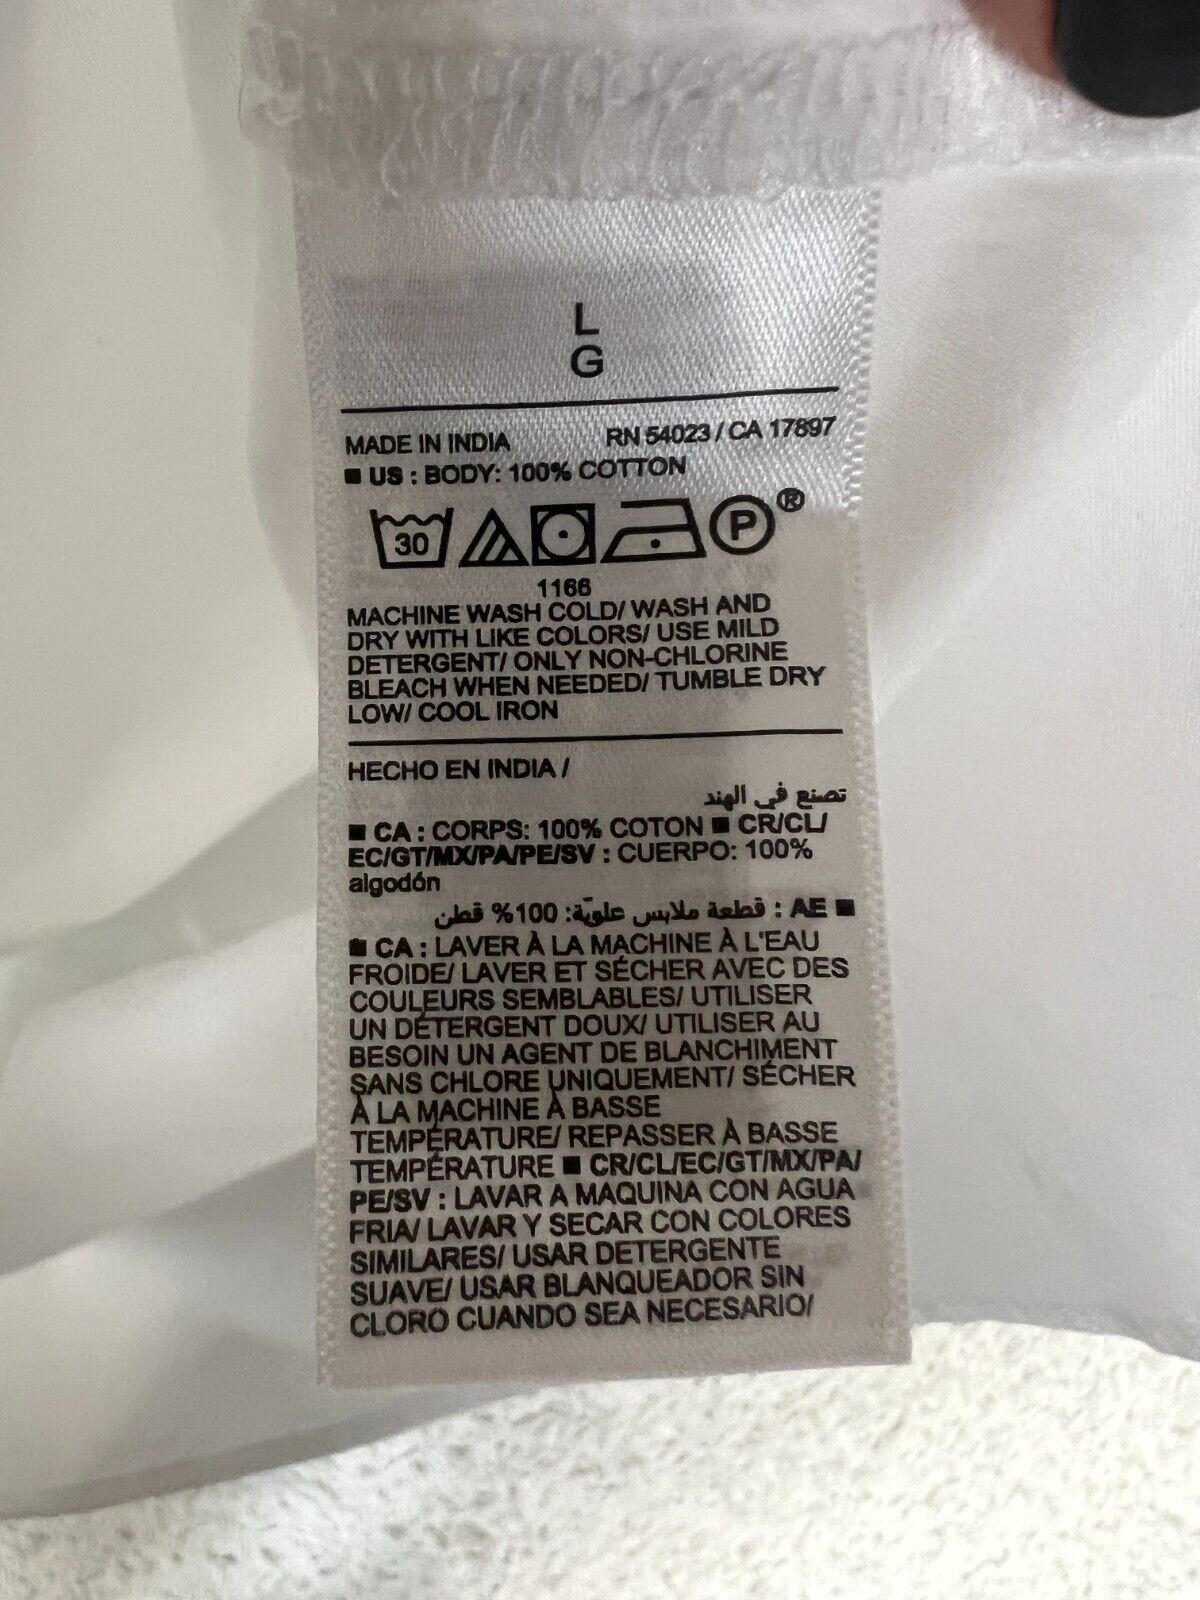 L
G
MADE IN INDIA RN 54023 / CA 17897
■ US : BODY: 100% COTTON
30 P ®
1166
MACHINE WASH COLD/ WASH AND
DRY WITH LIKE COLORS/ USE MILD
DETERGENT/ ONLY NON-CHLORINE
BLEACH WHEN NEEDED/ TUMBLE DRY
LOW/ COOL IRON
HECHO EN INDIA /
تصنع في الهند
■ CA : CORPS: 100% COTON ■ CR/CL/
EC/GT/MX/PA/PE/SV : CUERPO: 100%
algodón
■ AE : قطعة ملابس علويّة: 100% قطن
■ CA : LAVER À LA MACHINE À L'EAU
FROIDE/ LAVER ET SÉCHER AVEC DES
COULEURS SEMBLABLES/ UTILISER
UN DÉTERGENT DOUX/ UTILISER AU
BESOIN UN AGENT DE BLANCHIMENT
SANS CHLORE UNIQUEMENT/ SÉCHER
À LA MACHINE À BASSE
TEMPÉRATURE/ REPASSER À BASSE
TEMPÉRATURE ■ CR/CL/EC/GT/MX/PA/
PE/SV : LAVAR A MAQUINA CON AGUA
FRIA/ LAVAR Y SECAR CON COLORES
SIMILARES/ USAR DETERGENTE
SUAVE/ USAR BLANQUEADOR SIN
CLORO CUANDO SEA NECESARIO/